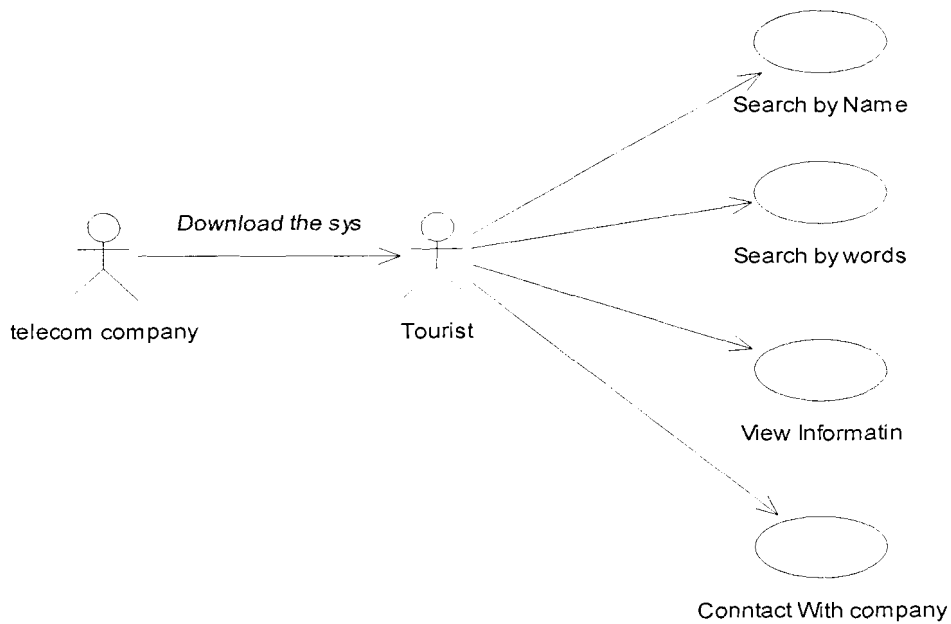 Search by Name
Download the sys
Search by words
telecom company
Tourist
View Informatin
Conntact With company